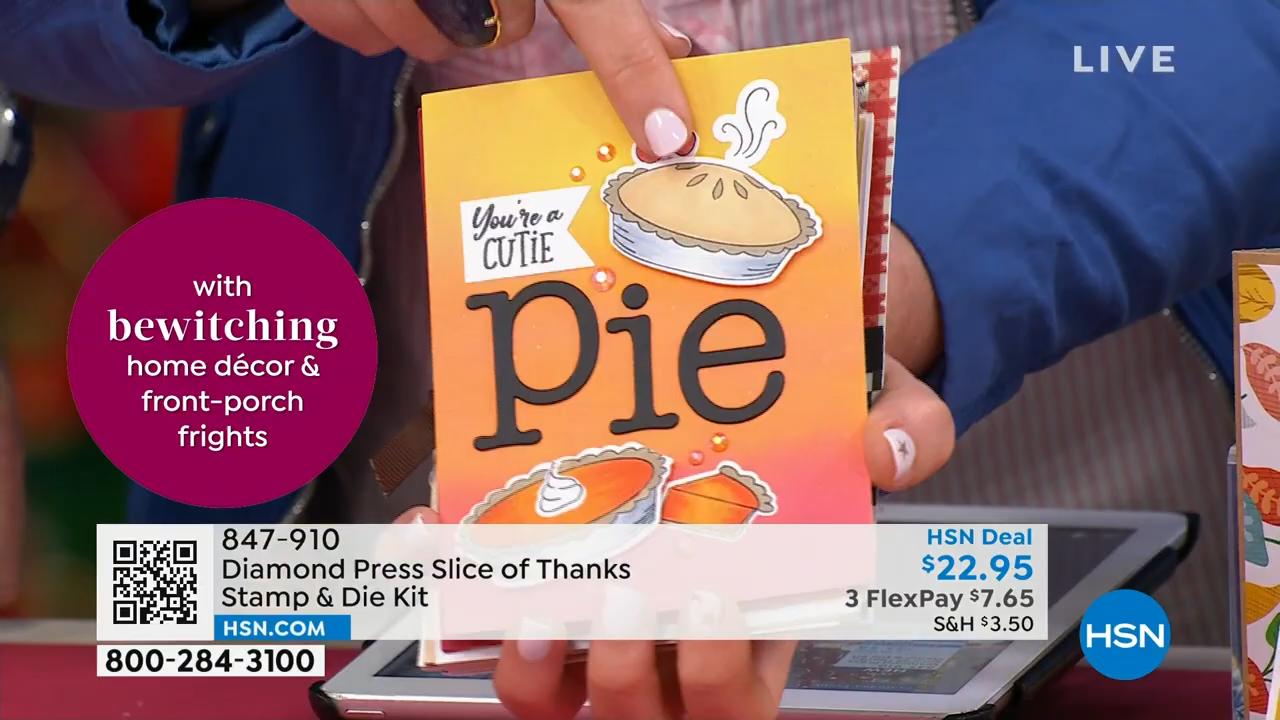 LIVE
You're a
CUTiE
pie
with
bewitching
home décor &
front-porch
frights
847-910
Diamond Press Slice of Thanks
Stamp & Die Kit
HSN.COM
800-284-3100
HSN Deal
$22.95
3 FlexPay $7.65
S&H $3.50
HSN